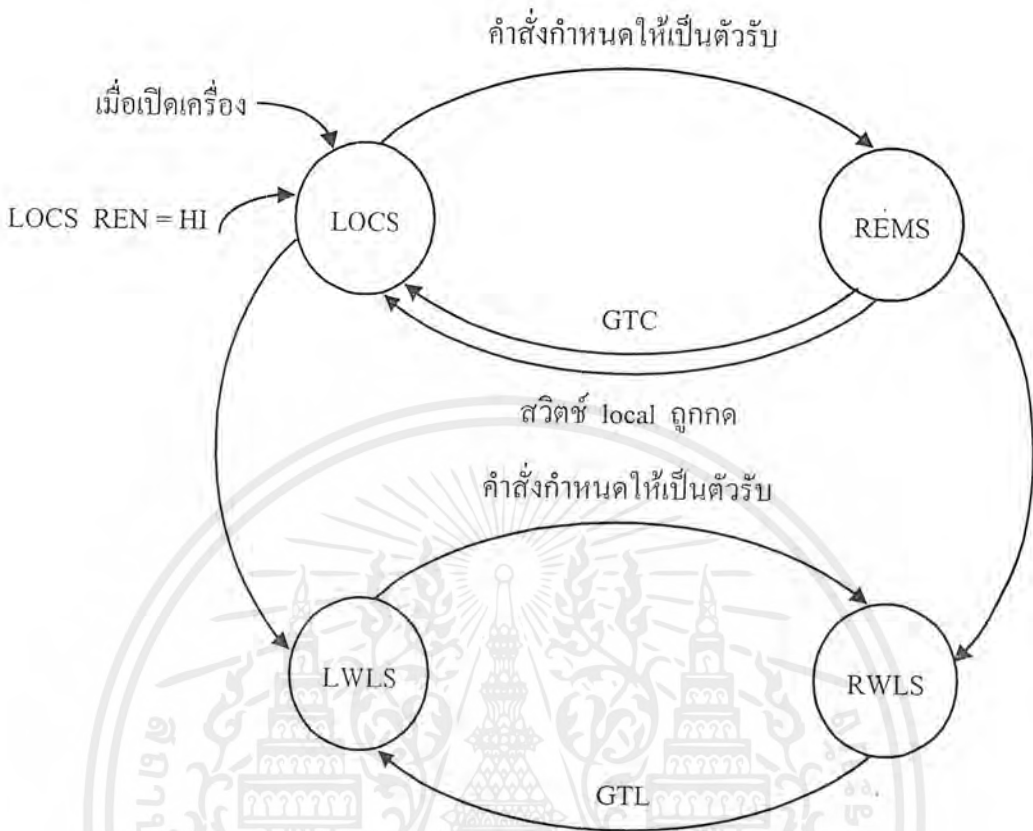 คำสั่งกำหนดให้เป็นตัวรับ
เมื่อเปิดเครื่อง
LOCS REN = HI
LOCS
REMS
GTC
สวิตช์ local ถูกกด
คำสั่งกำหนดให้เป็นตัวรับ
LWLS
RWLS
GTL